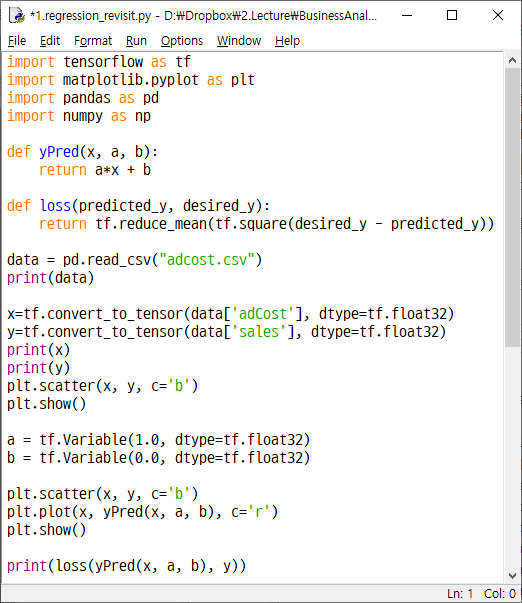 *1.regression_revisit.py - D:₩Dropbox₩2.Lecture₩BusinessAnal...
File Edit Format Run Options Window Help
import tensorflow as tf
import matplotlib.pyplot as plt
import pandas as pd
import numpy as np

def yPred(x, a, b):
    return a*x + b

def loss(predicted_y, desired_y):
    return tf.reduce_mean(tf.square(desired_y - predicted_y))

data = pd.read_csv("adcost.csv")
print(data)

x=tf.convert_to_tensor(data['adCost'], dtype=tf.float32)
y=tf.convert_to_tensor(data['sales'], dtype=tf.float32)
print(x)
print(y)
plt.scatter(x, y, c='b')
plt.show()

a = tf.Variable(1.0, dtype=tf.float32)
b = tf.Variable(0.0, dtype=tf.float32)

plt.scatter(x, y, c='b')
plt.plot(x, yPred(x, a, b), c='r')
plt.show()

print(loss(yPred(x, a, b), y))
Ln: 1 Col: 0